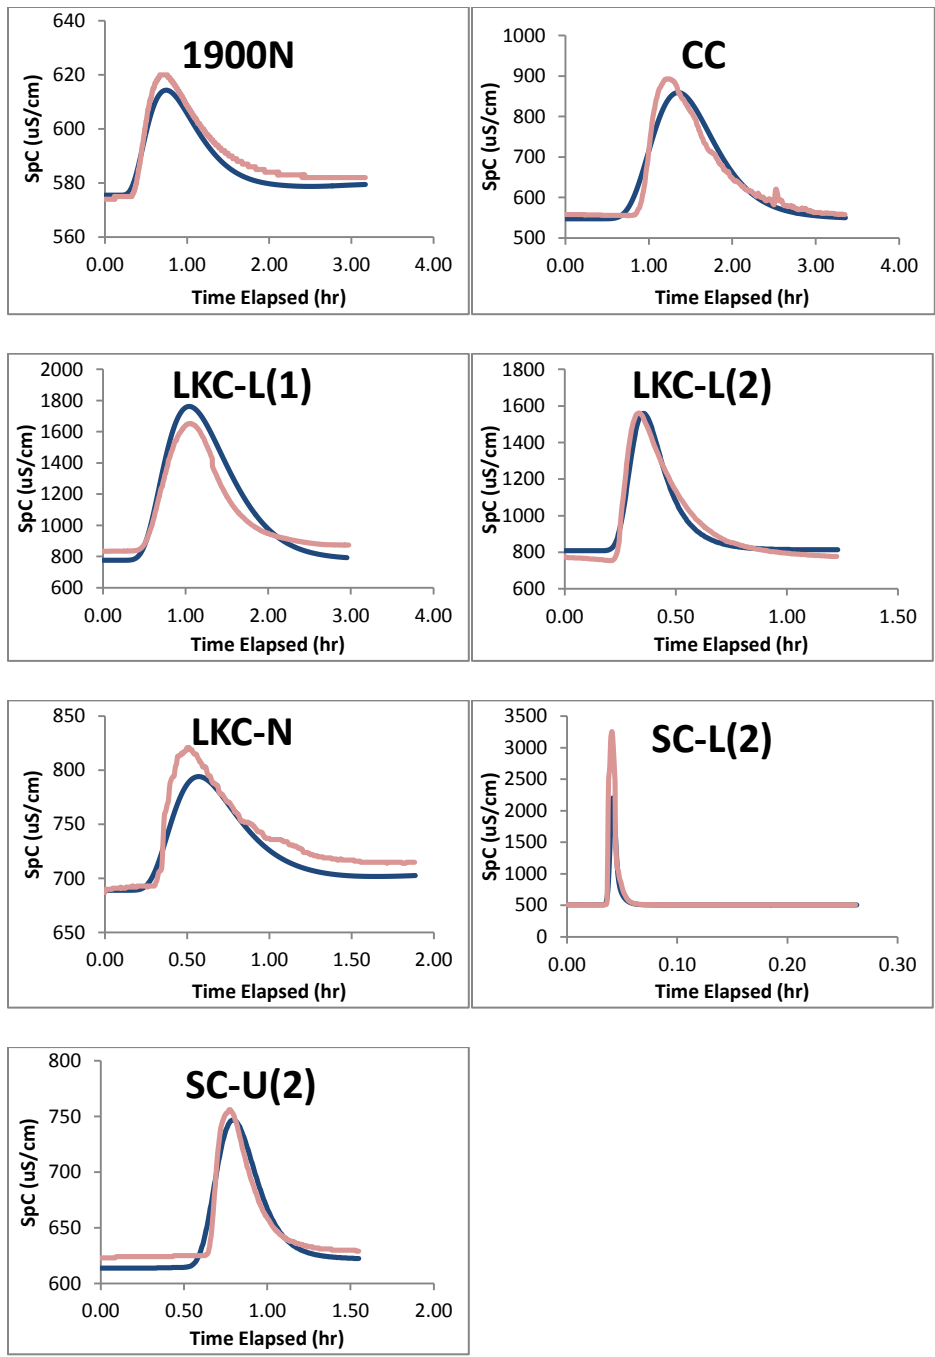 1900N
SpC (uS/cm)
640
620
600
580
560
0.00 1.00 2.00 3.00 4.00
Time Elapsed (hr)
CC
SpC (uS/cm)
1000
900
800
700
600
500
0.00 1.00 2.00 3.00 4.00
Time Elapsed (hr)
LKC-L(1)
SpC (uS/cm)
2000
1800
1600
1400
1200
1000
800
600
0.00 1.00 2.00 3.00 4.00
Time Elapsed (hr)
LKC-L(2)
SpC (uS/cm)
1800
1600
1400
1200
1000
800
600
0.00 0.50 1.00 1.50
Time Elapsed (hr)
LKC-N
SpC (uS/cm)
850
800
750
700
650
0.00 0.50 1.00 1.50 2.00
Time Elapsed (hr)
SC-L(2)
SpC (uS/cm)
3500
3000
2500
2000
1500
1000
500
0
0.00 0.10 0.20 0.30
Time Elapsed (hr)
SC-U(2)
SpC (uS/cm)
800
750
700
650
600
0.00 0.50 1.00 1.50 2.00
Time Elapsed (hr)